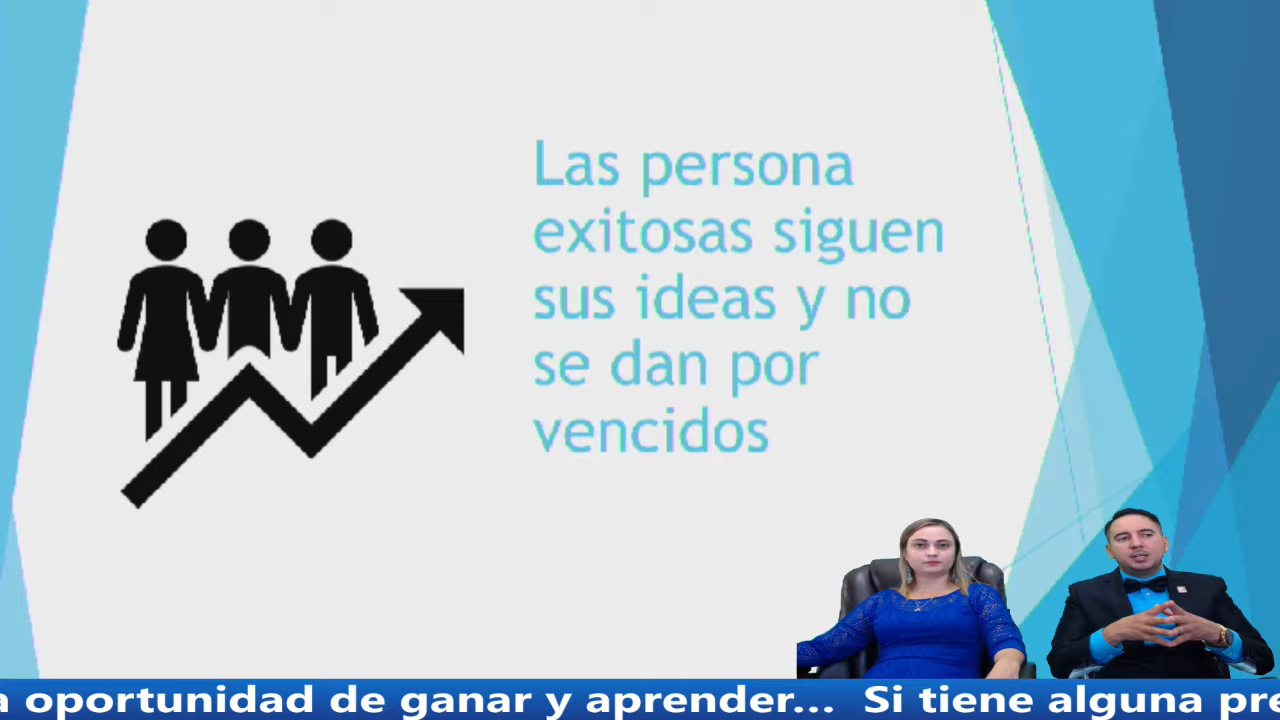 Las persona
exitosas siguen
sus ideas y no
se dan por
vencidos
a oportunidad de ganar y aprender... Si tiene alguna pre